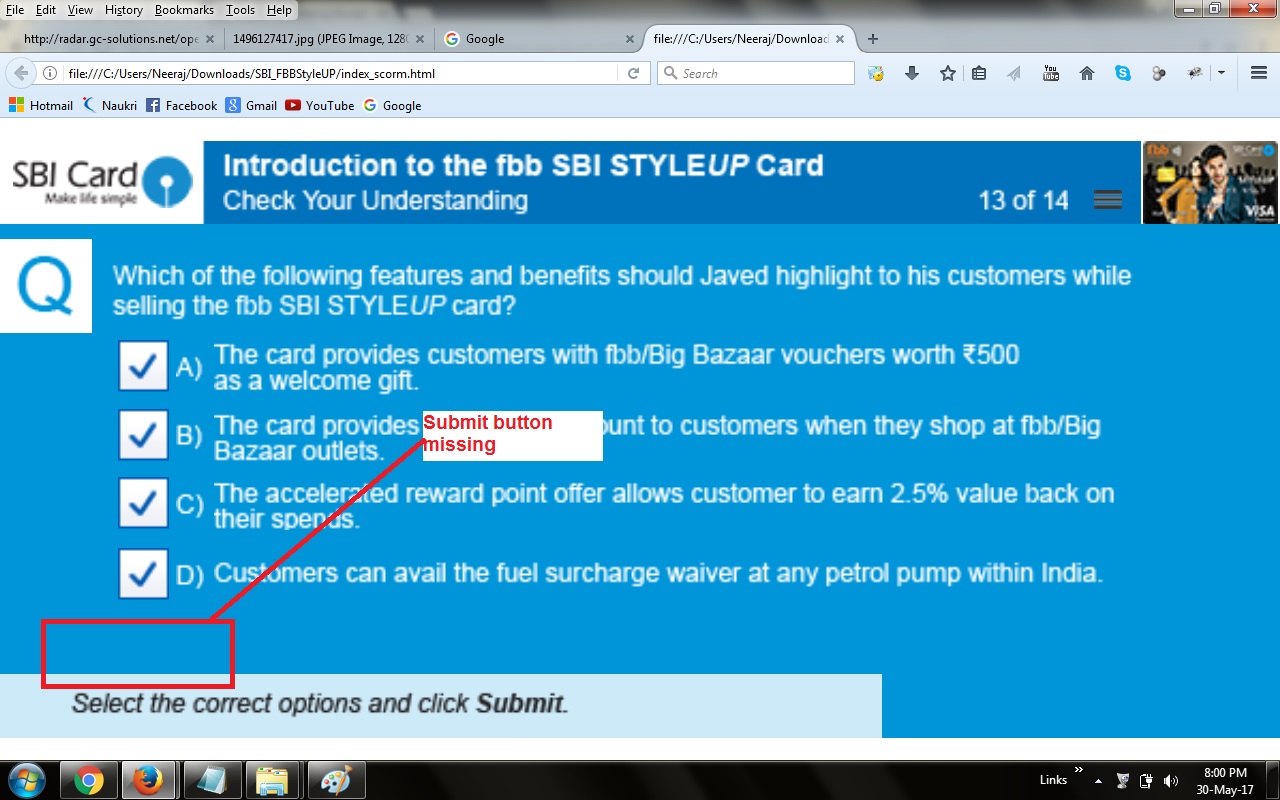 File Edit View History Bookmarks Tools Help
http://radar.gc-solutions.net/ope
1496127417.jpg (JPEG Image, 128
Google
file:///C:/Users/Neeraj/Download
file:///C:/Users/Neeraj/Downloads/SBI_FBBStyleUP/index_scorm.html
Search
You Tube
Hotmail Naukri Facebook Gmail YouTube Google
SBI Card
Make life simple
Introduction to the fbb SBI STYLEUP Card
Check Your Understanding
13 of 14
fbb
SBI Card
VISA
Q
Which of the following features and benefits should Javed highlight to his customers while
selling the fbb SBI STYLEUP card?
A) The card provides customers with fbb/Big Bazaar vouchers worth ₹500
as a welcome gift.
B) The card provides unt to customers when they shop at fbb/Big
Bazaar outlets.
Submit button
missing
C) The accelerated reward point offer allows customer to earn 2.5% value back on
their spends.
D) Customers can avail the fuel surcharge waiver at any petrol pump within India.
Select the correct options and click Submit.
Links
8:00 PM
30-May-17